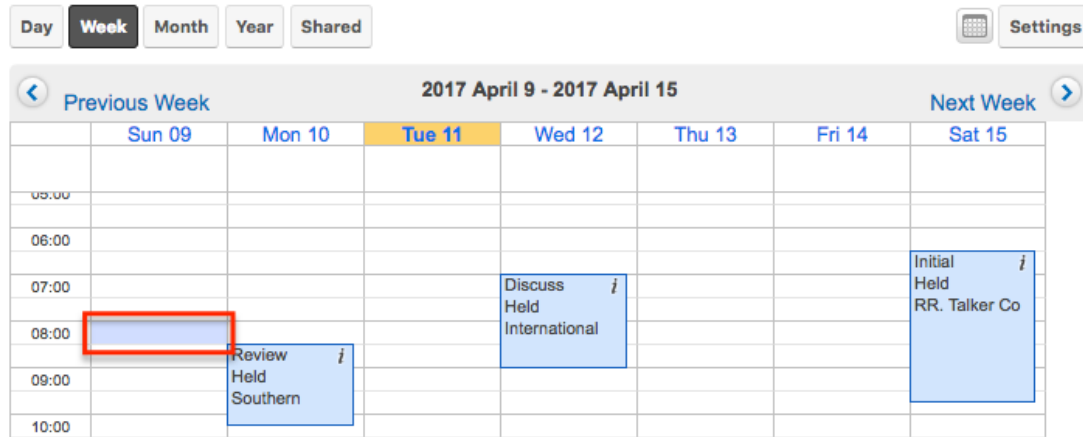 Day Week Month Year Shared Settings
Previous Week 2017 April 9 - 2017 April 15 Next Week
Sun 09 Mon 10 Tue 11 Wed 12 Thu 13 Fri 14 Sat 15
05:00
06:00
Initial i
Held
RR. Talker Co
07:00
Discuss i
Held
International
08:00
Review i
Held
Southern
09:00
10:00